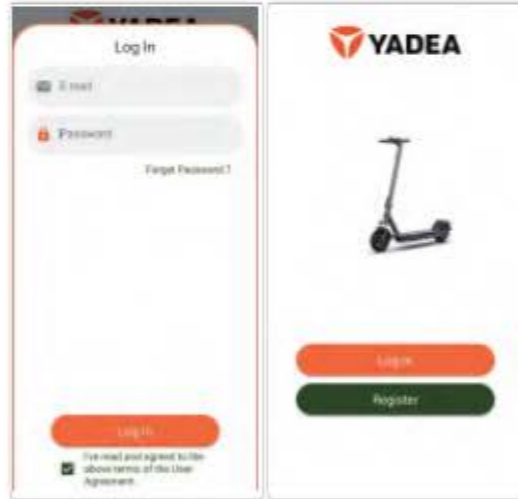 YADEA
Log In
E-mail
Password
Forget Password?
Log In
I've read and agreed to the
above terms of the User
Agreement.
YADEA
Log in
Register